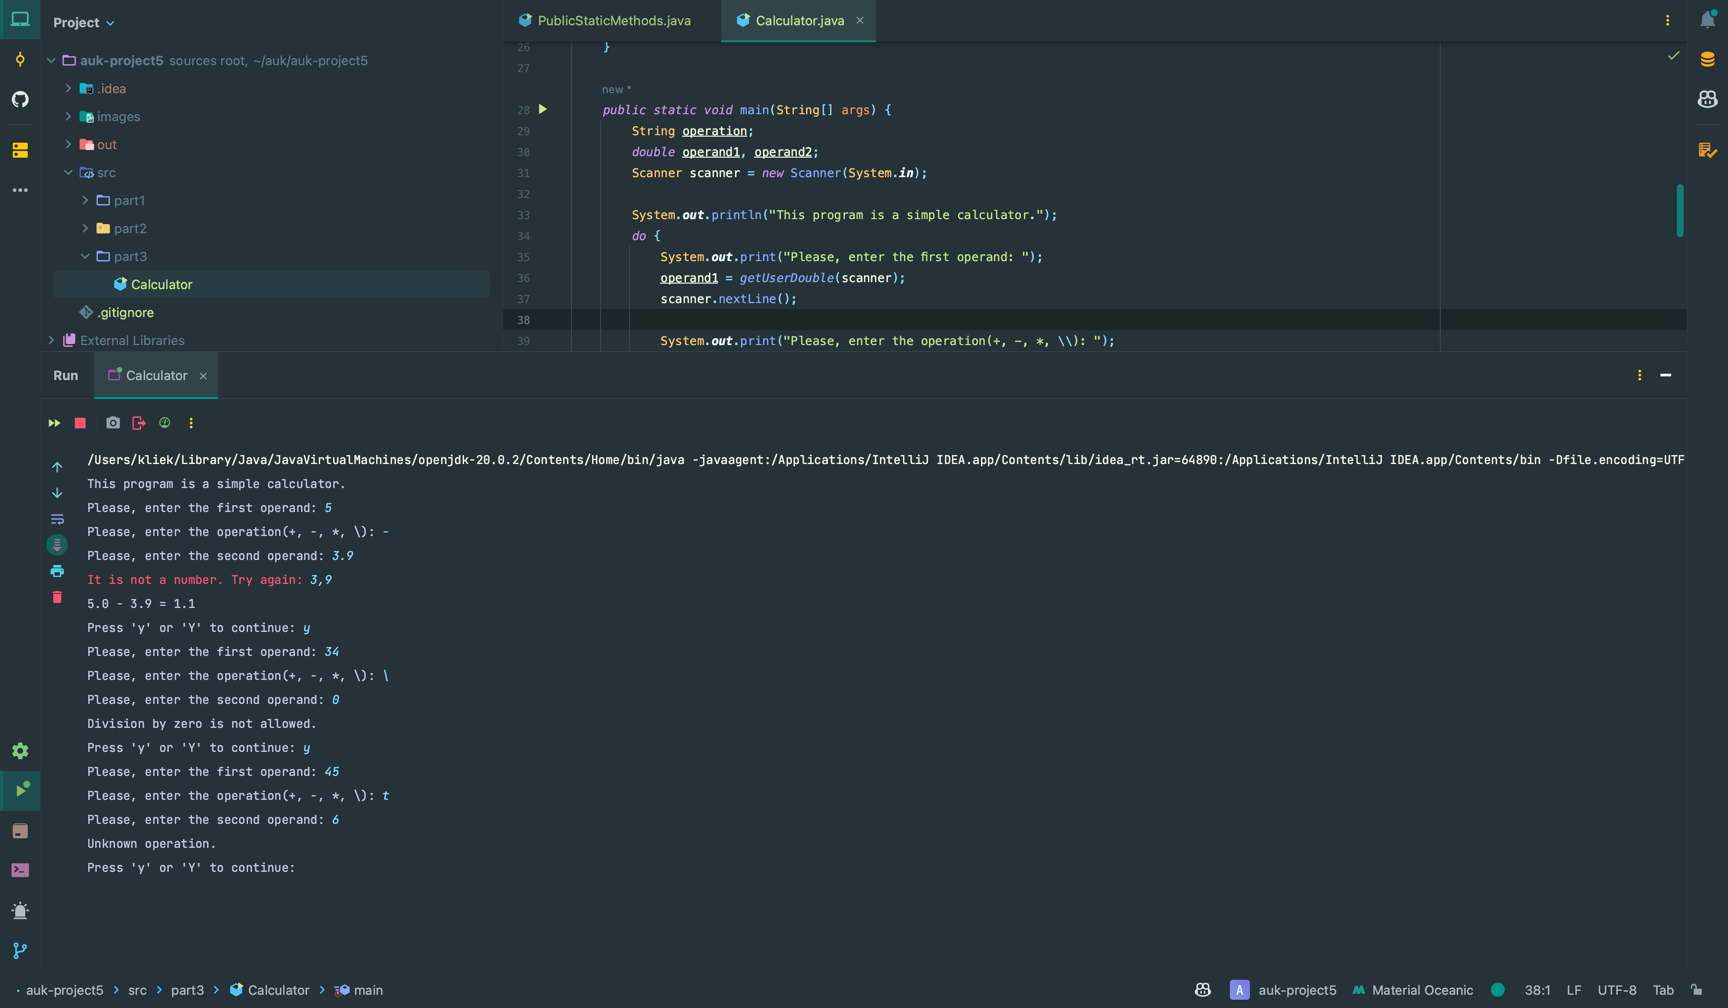 Project
PublicStaticMethods.java
Calculator.java
auk-project5 sources root, ~/auk/auk-project5
.idea
images
out
src
part1
part2
part3
Calculator
.gitignore
External Libraries
26 }
27
new *
28 public static void main(String[] args) {
29 String operation;
30 double operand1, operand2;
31 Scanner scanner = new Scanner(System.in);
32
33 System.out.println("This program is a simple calculator.");
34 do {
35 System.out.print("Please, enter the first operand: ");
36 operand1 = getUserDouble(scanner);
37 scanner.nextLine();
38
39 System.out.print("Please, enter the operation(+, -, *, \\): ");
Run Calculator
/Users/kliek/Library/Java/JavaVirtualMachines/openjdk-20.0.2/Contents/Home/bin/java -javaagent:/Applications/IntelliJ IDEA.app/Contents/lib/idea_rt.jar=64890:/Applications/IntelliJ IDEA.app/Contents/bin -Dfile.encoding=UTF
This program is a simple calculator.
Please, enter the first operand: 5
Please, enter the operation(+, -, *, \): -
Please, enter the second operand: 3.9
It is not a number. Try again: 3,9
5.0 - 3.9 = 1.1
Press 'y' or 'Y' to continue: y
Please, enter the first operand: 34
Please, enter the operation(+, -, *, \): \
Please, enter the second operand: 0
Division by zero is not allowed.
Press 'y' or 'Y' to continue: y
Please, enter the first operand: 45
Please, enter the operation(+, -, *, \): t
Please, enter the second operand: 6
Unknown operation.
Press 'y' or 'Y' to continue:
auk-project5 > src > part3 > Calculator > main
A auk-project5 Material Oceanic 38:1 LF UTF-8 Tab